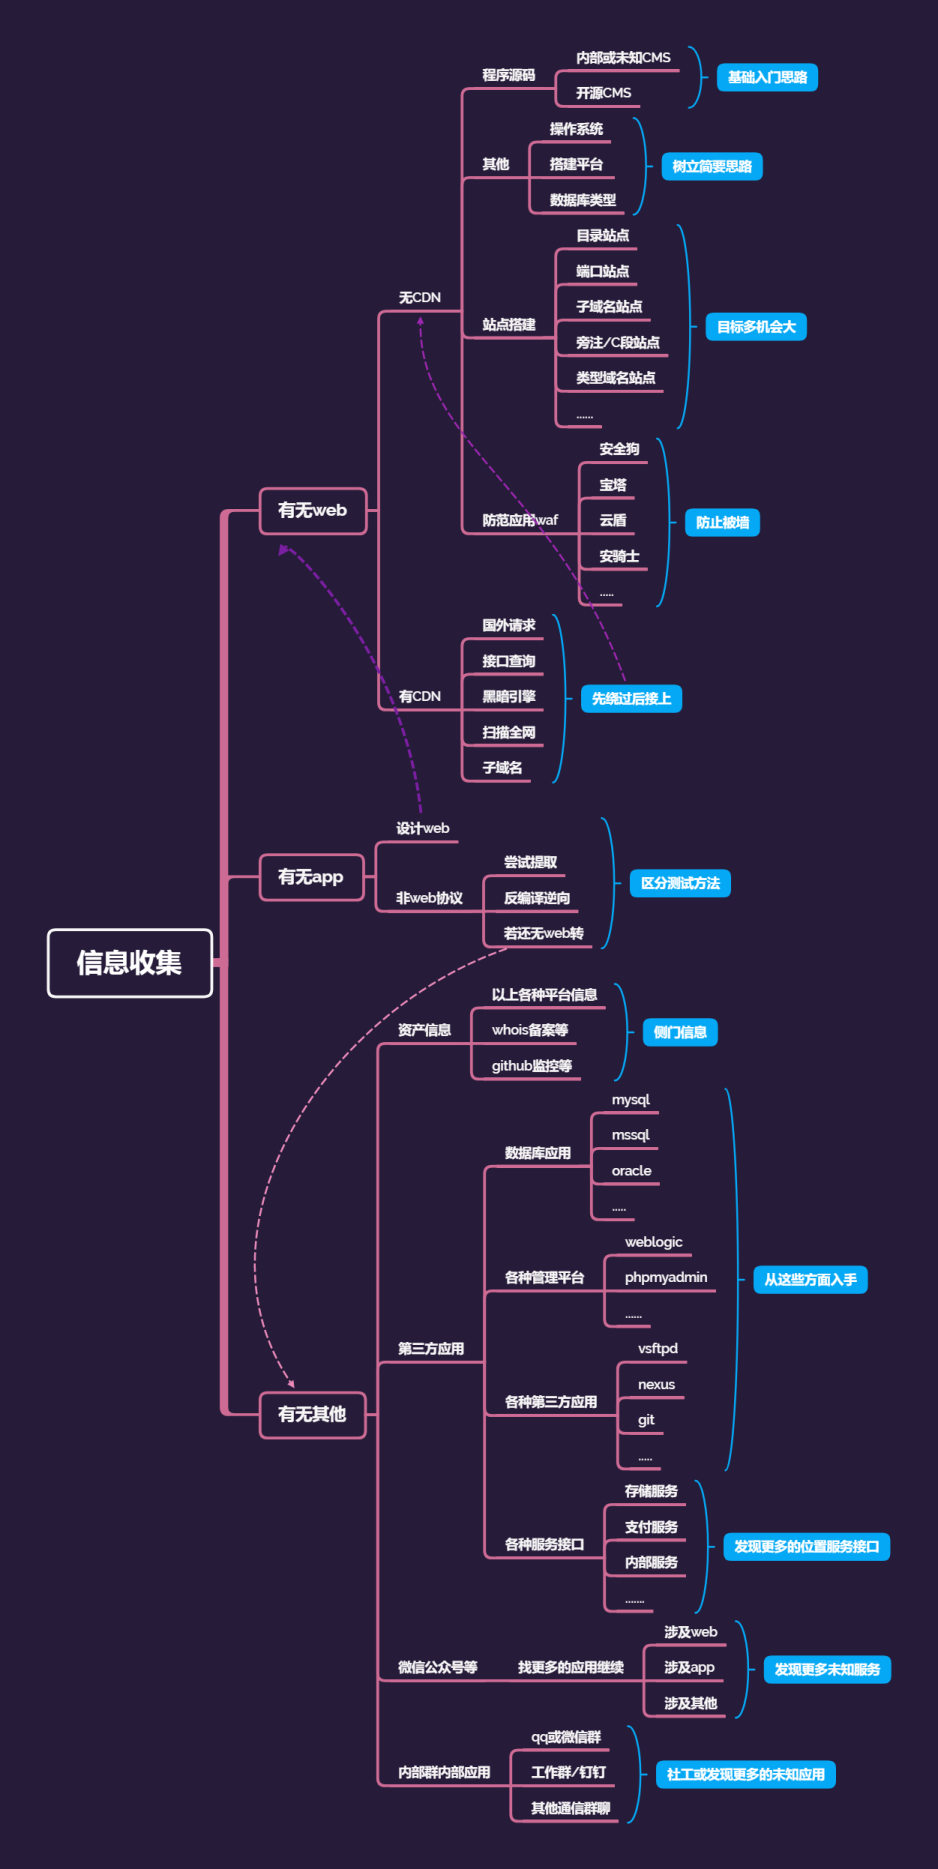 信息收集
有无web
无CDN
程序源码
内部或未知CMS
开源CMS
基础入门思路
其他
操作系统
搭建平台
数据库类型
树立简要思路
站点搭建
目录站点
端口站点
子域名站点
旁注/C段站点
类型域名站点
......
目标多机会大
防范应用waf
安全狗
宝塔
云盾
安骑士
.....
防止被墙
有CDN
国外请求
接口查询
黑暗引擎
扫描全网
子域名
先绕过后接上
有无app
设计web
非web协议
尝试提取
反编译逆向
若还无web转
区分测试方法
有无其他
资产信息
以上各种平台信息
whois备案等
github监控等
侧门信息
第三方应用
数据库应用
mysql
mssql
oracle
.....
各种管理平台
weblogic
phpmyadmin
......
各种第三方应用
vsftpd
nexus
git
.....
从这些方面入手
各种服务接口
存储服务
支付服务
内部服务
.......
发现更多的位置服务接口
微信公众号等
找更多的应用继续
涉及web
涉及app
涉及其他
发现更多未知服务
内部群内部应用
qq或微信群
工作群/钉钉
其他通信群聊
社工或发现更多的未知应用